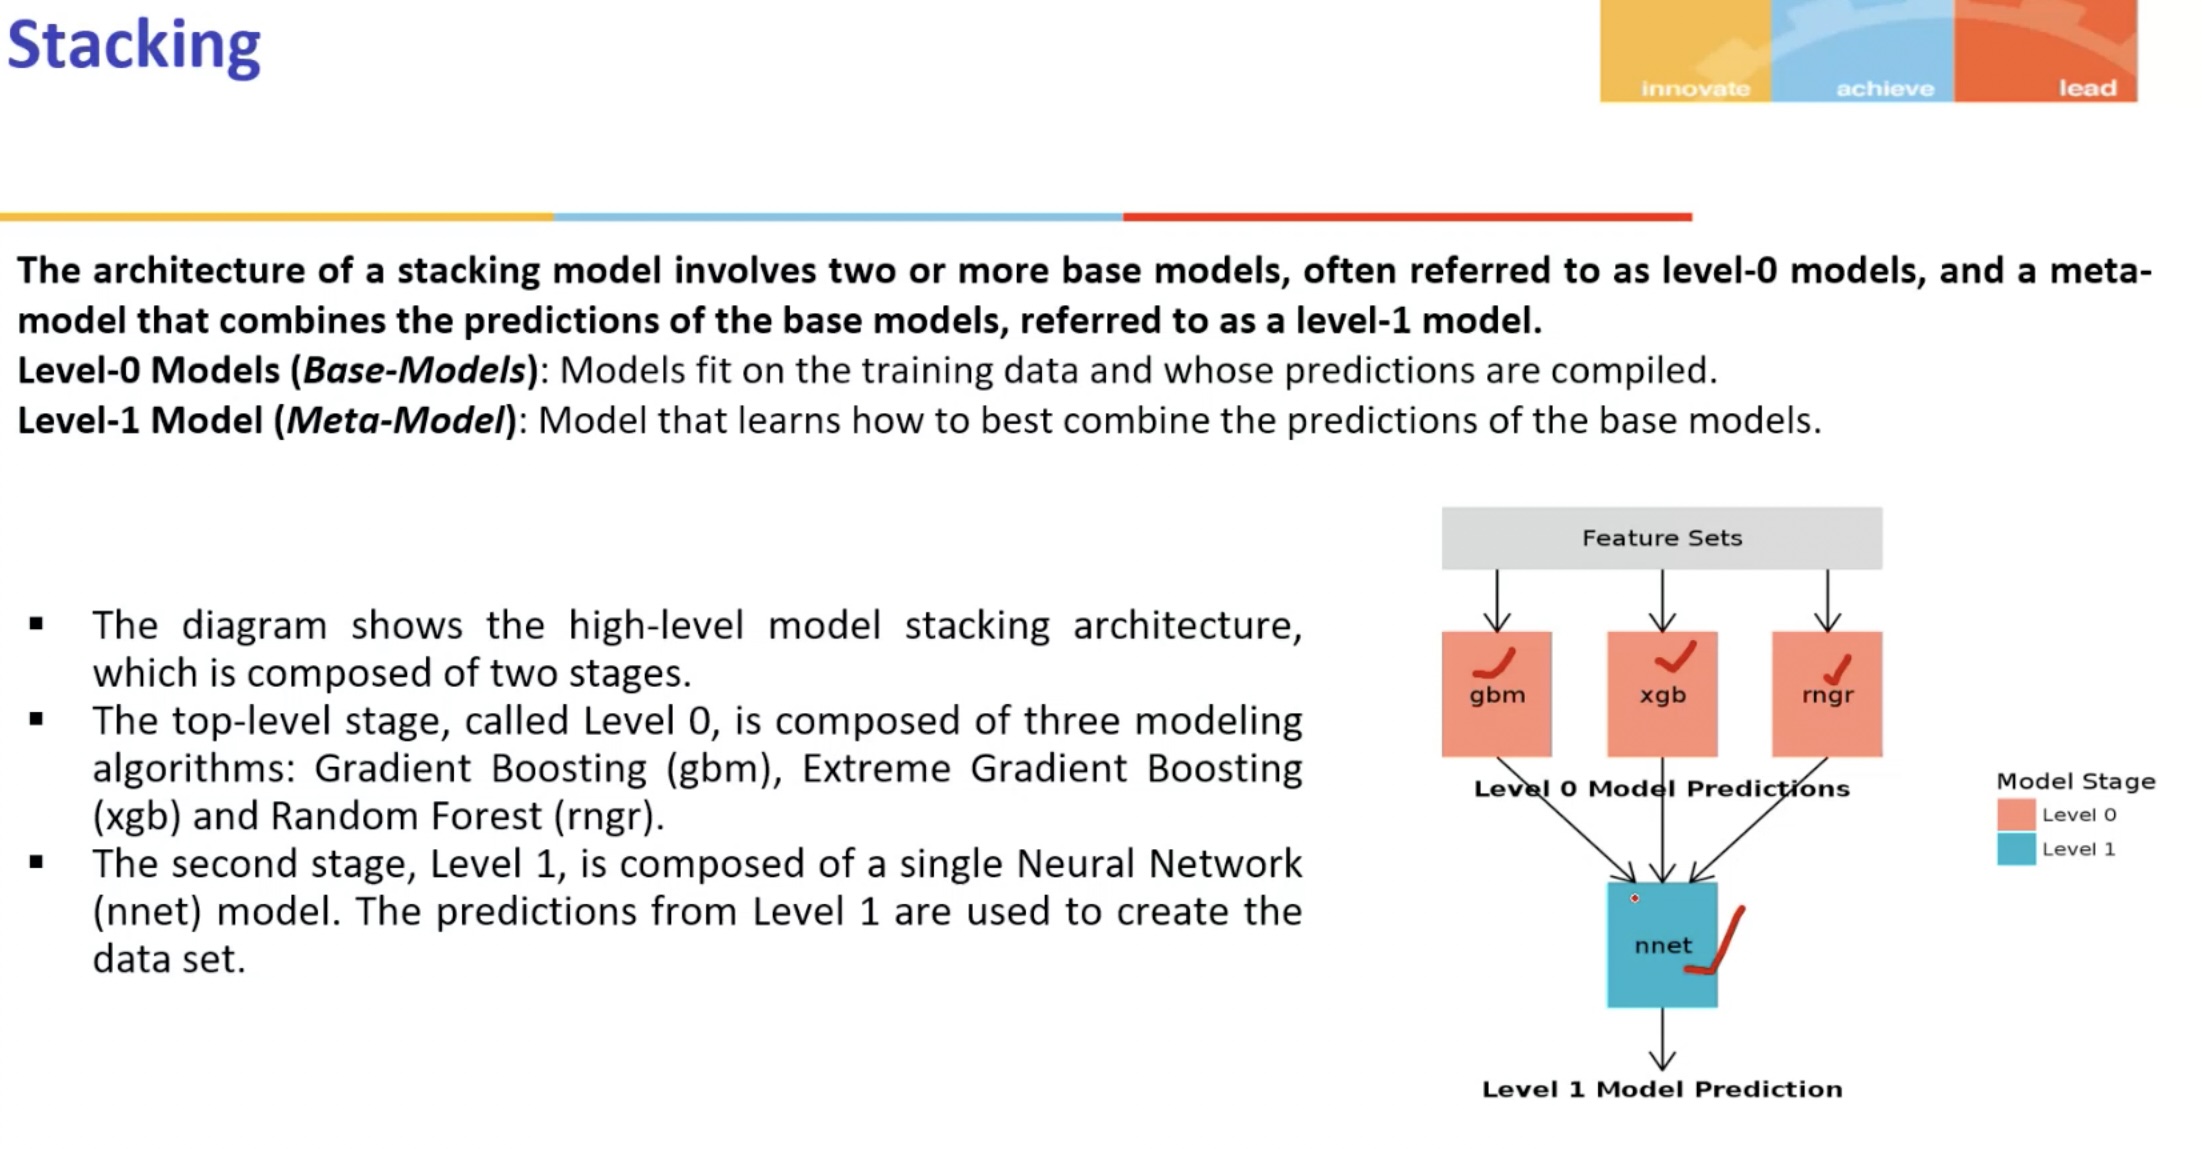 Stacking
innovate achieve lead
The architecture of a stacking model involves two or more base models, often referred to as level-0 models, and a meta-
model that combines the predictions of the base models, referred to as a level-1 model.
Level-0 Models (Base-Models): Models fit on the training data and whose predictions are compiled.
Level-1 Model (Meta-Model): Model that learns how to best combine the predictions of the base models.
▪ The diagram shows the high-level model stacking architecture,
which is composed of two stages.
▪ The top-level stage, called Level 0, is composed of three modeling
algorithms: Gradient Boosting (gbm), Extreme Gradient Boosting
(xgb) and Random Forest (rngr).
▪ The second stage, Level 1, is composed of a single Neural Network
(nnet) model. The predictions from Level 1 are used to create the
data set.
Feature Sets
gbm xgb rngr
Level 0 Model Predictions
nnet
Level 1 Model Prediction
Model Stage
Level 0
Level 1